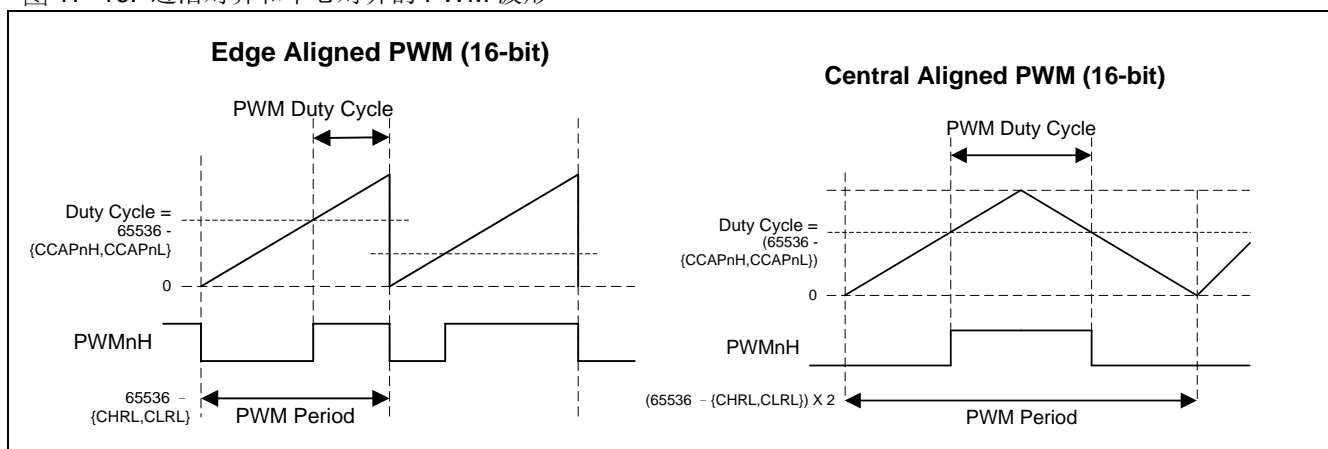 Edge Aligned PWM (16-bit)
PWM Duty Cycle
Duty Cycle =
65536 -
{CCAPnH,CCAPnL}
0
PWMnH
65536 -
{CHRL,CLRL}
PWM Period
Central Aligned PWM (16-bit)
PWM Duty Cycle
Duty Cycle =
(65536 -
{CCAPnH,CCAPnL})
0
PWMnH
(65536 - {CHRL,CLRL}) X 2
PWM Period